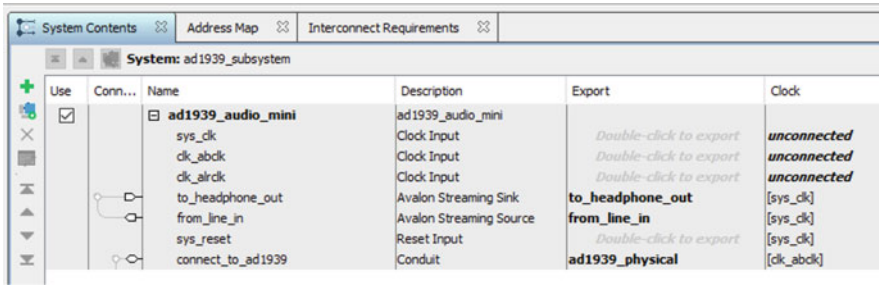 System Contents Address Map Interconnect Requirements
System: ad1939_subsystem
Use Conn... Name Description Export Clock
ad1939_audio_mini ad1939_audio_mini
sys_clk Clock Input Double-click to export unconnected
clk_abclk Clock Input Double-click to export unconnected
clk_alrclk Clock Input Double-click to export unconnected
to_headphone_out Avalon Streaming Sink to_headphone_out [sys_clk]
from_line_in Avalon Streaming Source from_line_in [sys_clk]
sys_reset Reset Input Double-click to export [sys_clk]
connect_to_ad1939 Conduit ad1939_physical [clk_abclk]